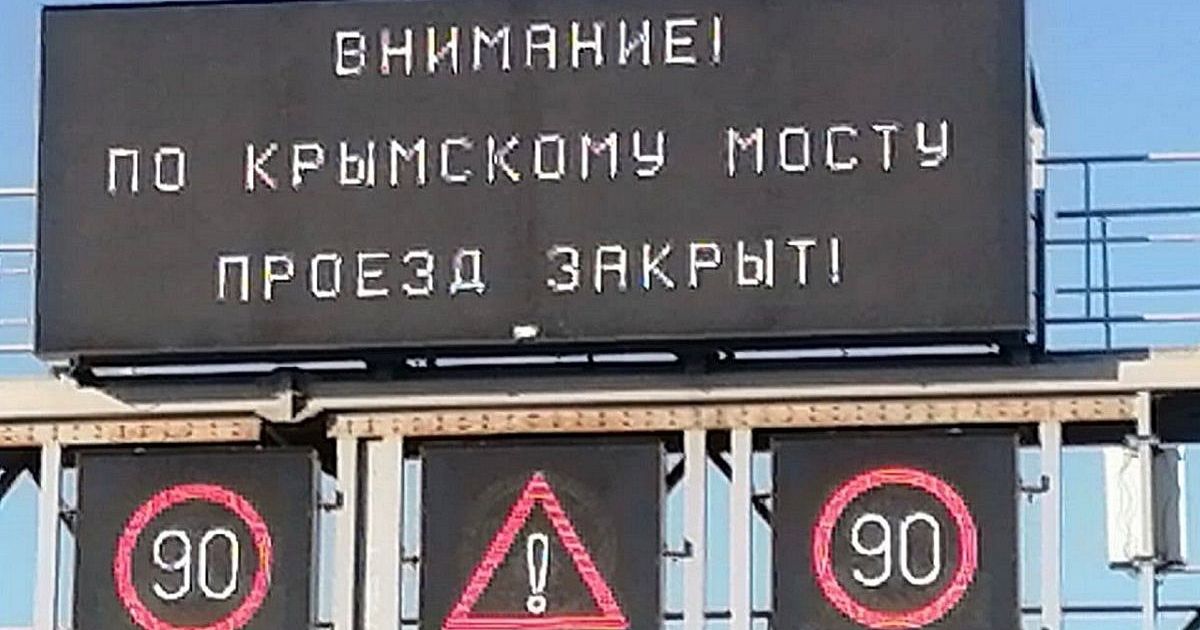 ВНИМАНИЕ!
ПО КРЫМСКОМУ МОСТУ
ПРОЕЗД ЗАКРЫТ!
90 ! 90